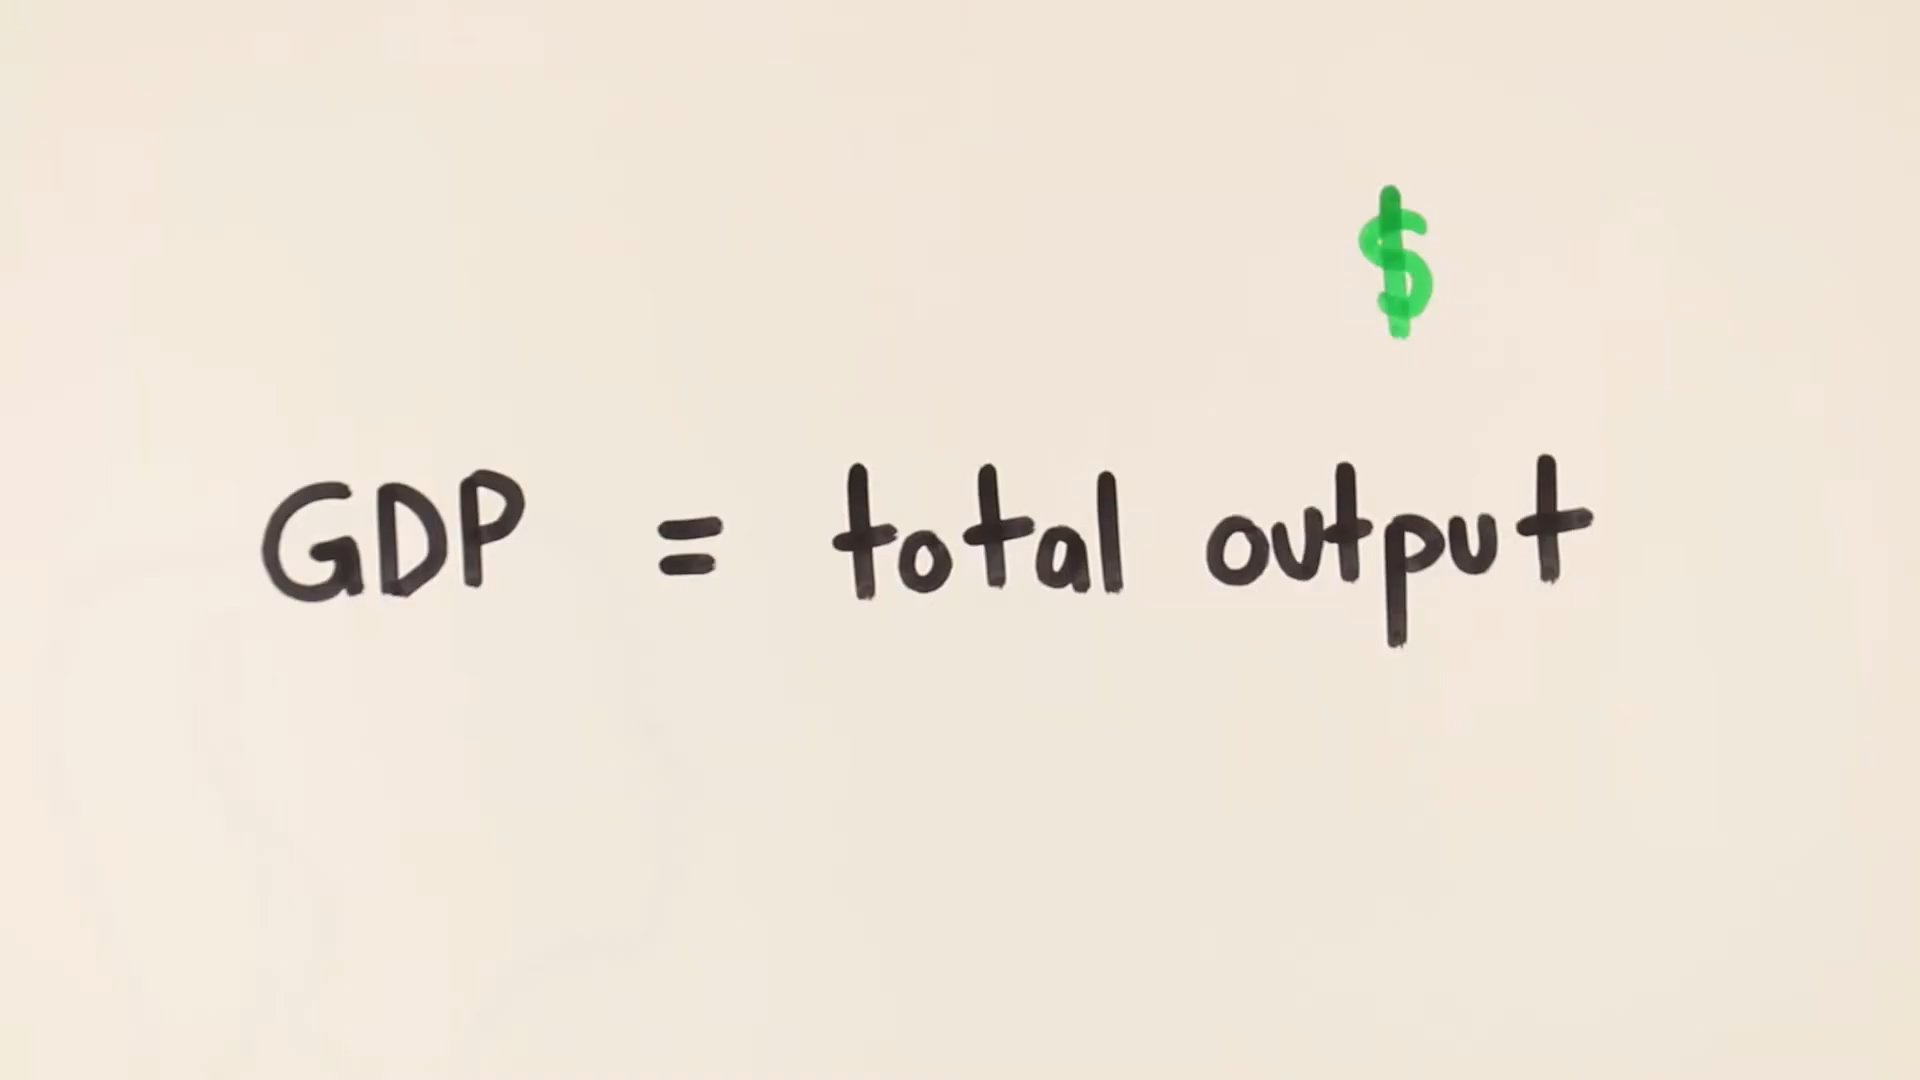 $
GDP = total output